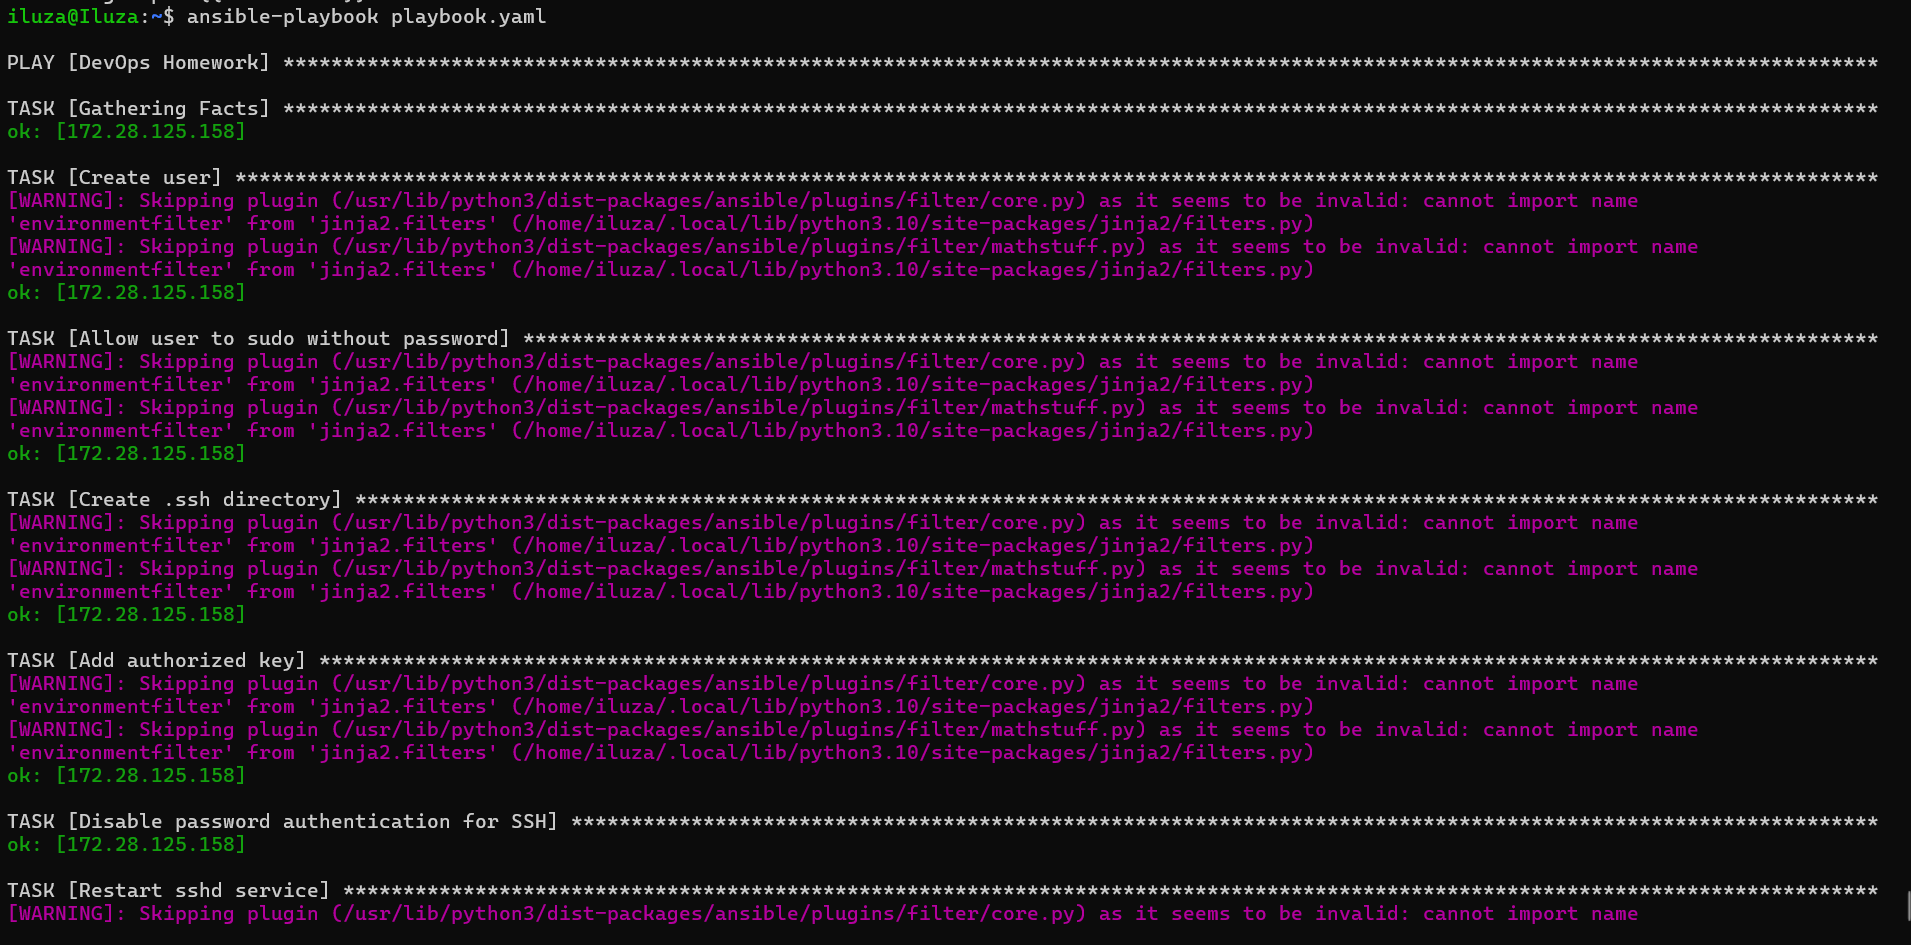 iluza@Iluza:~$ ansible-playbook playbook.yaml
PLAY [DevOps Homework] *************************************************************************************************************************************
TASK [Gathering Facts] *************************************************************************************************************************************
ok: [172.28.125.158]
TASK [Create user] *****************************************************************************************************************************************
[WARNING]: Skipping plugin (/usr/lib/python3/dist-packages/ansible/plugins/filter/core.py) as it seems to be invalid: cannot import name
'environmentfilter' from 'jinja2.filters' (/home/iluza/.local/lib/python3.10/site-packages/jinja2/filters.py)
[WARNING]: Skipping plugin (/usr/lib/python3/dist-packages/ansible/plugins/filter/mathstuff.py) as it seems to be invalid: cannot import name
'environmentfilter' from 'jinja2.filters' (/home/iluza/.local/lib/python3.10/site-packages/jinja2/filters.py)
ok: [172.28.125.158]
TASK [Allow user to sudo without password] *****************************************************************************************************************
[WARNING]: Skipping plugin (/usr/lib/python3/dist-packages/ansible/plugins/filter/core.py) as it seems to be invalid: cannot import name
'environmentfilter' from 'jinja2.filters' (/home/iluza/.local/lib/python3.10/site-packages/jinja2/filters.py)
[WARNING]: Skipping plugin (/usr/lib/python3/dist-packages/ansible/plugins/filter/mathstuff.py) as it seems to be invalid: cannot import name
'environmentfilter' from 'jinja2.filters' (/home/iluza/.local/lib/python3.10/site-packages/jinja2/filters.py)
ok: [172.28.125.158]
TASK [Create .ssh directory] *******************************************************************************************************************************
[WARNING]: Skipping plugin (/usr/lib/python3/dist-packages/ansible/plugins/filter/core.py) as it seems to be invalid: cannot import name
'environmentfilter' from 'jinja2.filters' (/home/iluza/.local/lib/python3.10/site-packages/jinja2/filters.py)
[WARNING]: Skipping plugin (/usr/lib/python3/dist-packages/ansible/plugins/filter/mathstuff.py) as it seems to be invalid: cannot import name
'environmentfilter' from 'jinja2.filters' (/home/iluza/.local/lib/python3.10/site-packages/jinja2/filters.py)
ok: [172.28.125.158]
TASK [Add authorized key] **********************************************************************************************************************************
[WARNING]: Skipping plugin (/usr/lib/python3/dist-packages/ansible/plugins/filter/core.py) as it seems to be invalid: cannot import name
'environmentfilter' from 'jinja2.filters' (/home/iluza/.local/lib/python3.10/site-packages/jinja2/filters.py)
[WARNING]: Skipping plugin (/usr/lib/python3/dist-packages/ansible/plugins/filter/mathstuff.py) as it seems to be invalid: cannot import name
'environmentfilter' from 'jinja2.filters' (/home/iluza/.local/lib/python3.10/site-packages/jinja2/filters.py)
ok: [172.28.125.158]
TASK [Disable password authentication for SSH] *************************************************************************************************************
ok: [172.28.125.158]
TASK [Restart sshd service] ********************************************************************************************************************************
[WARNING]: Skipping plugin (/usr/lib/python3/dist-packages/ansible/plugins/filter/core.py) as it seems to be invalid: cannot import name